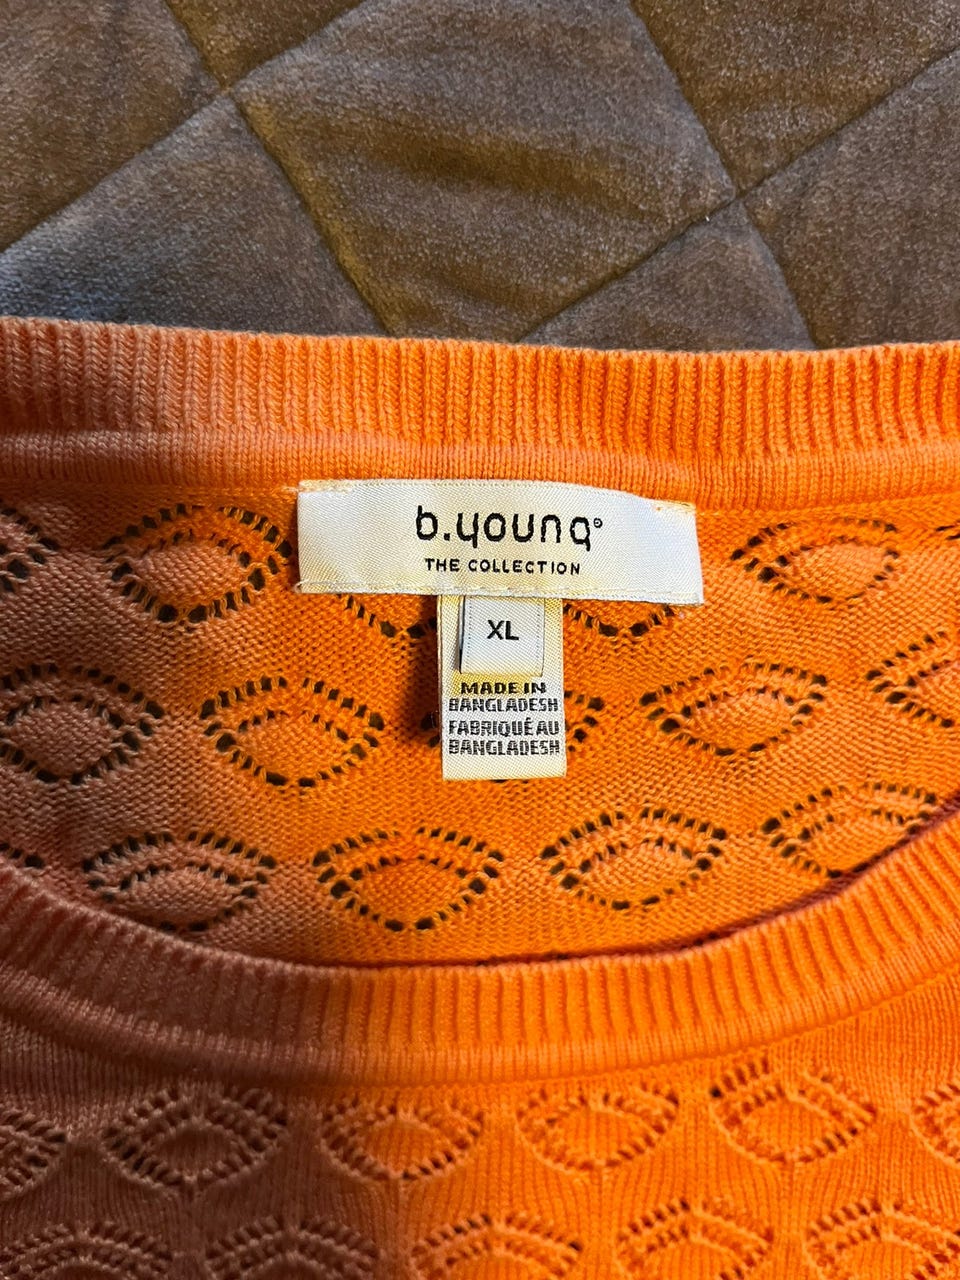 b.young®
THE COLLECTION
XL
MADE IN
BANGLADESH
FABRIQUÉ AU
BANGLADESH